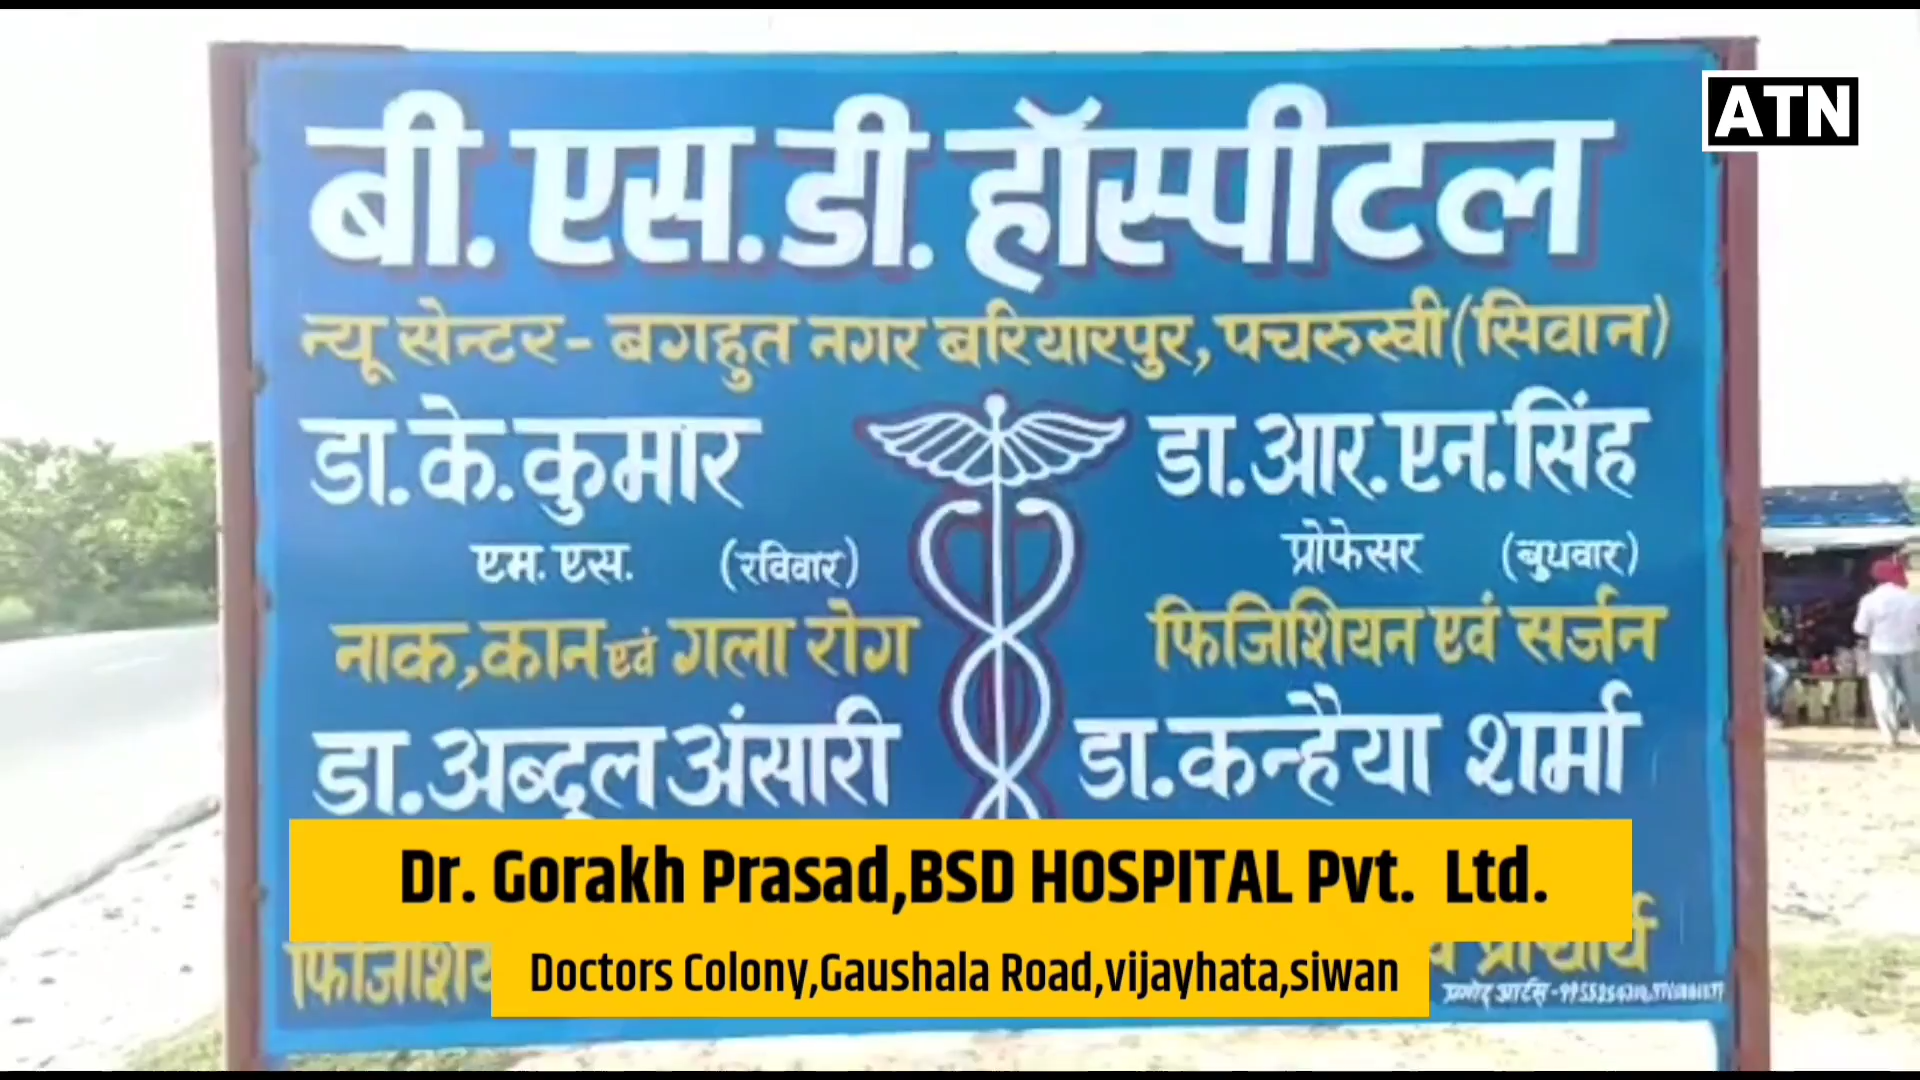 ATN
बी. एस. डी. हॉस्पीटल
न्यू सेन्टर- बगहुत नगर बरियारपुर, पचरुखी (सिवान)
डा. के. कुमार
एम. एस. (रविवार)
नाक, कान एवं गला रोग
डा. आर. एन. सिंह
प्रोफेसर (बुधवार)
फिजिशियन एवं सर्जन
डा. अब्दुल अंसारी
डा. कन्हैया शर्मा
Dr. Gorakh Prasad,BSD HOSPITAL Pvt. Ltd.
Doctors Colony,Gaushala Road,vijayhata,siwan